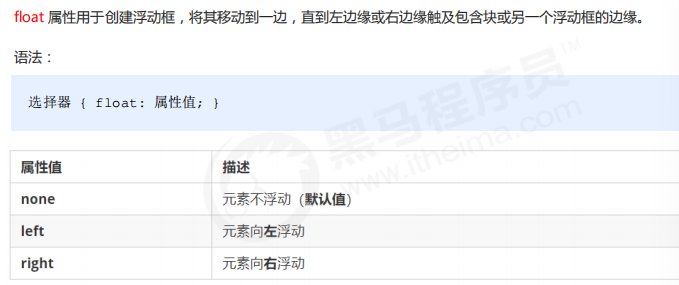 float 属性用于创建浮动框，将其移动到一边，直到左边缘或右边缘触及包含块或另一个浮动框的边缘。
语法：
选择器 { float: 属性值; }
属性值 描述
none 元素不浮动（默认值）
left 元素向左浮动
right 元素向右浮动
黑马程序员™
www.itheima.com